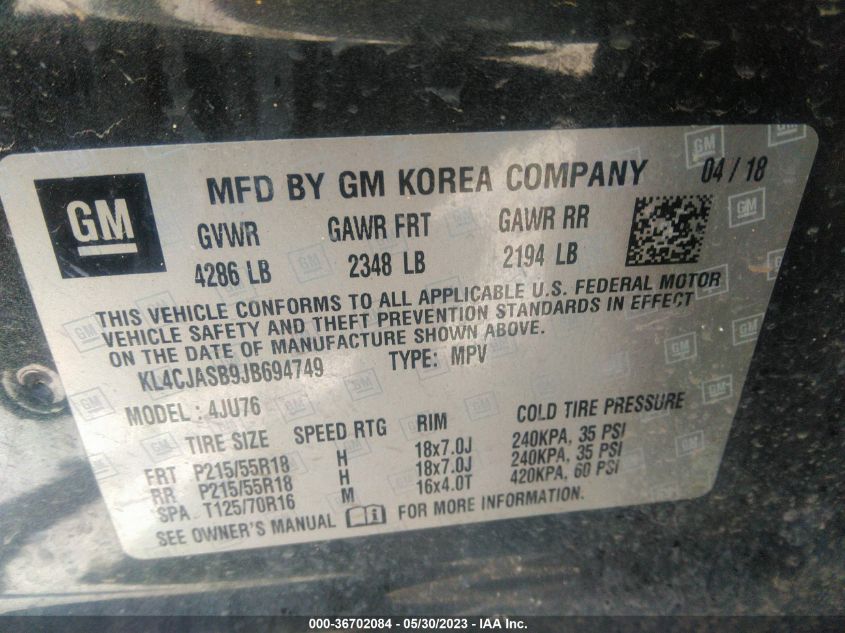 GM
MFD BY GM KOREA COMPANY 04/18
GVWR GAWR FRT GAWR RR
4286 LB 2348 LB 2194 LB
THIS VEHICLE CONFORMS TO ALL APPLICABLE U.S. FEDERAL MOTOR
VEHICLE SAFETY AND THEFT PREVENTION STANDARDS IN EFFECT
ON THE DATE OF MANUFACTURE SHOWN ABOVE.
KL4CJASB9JB694749 TYPE: MPV
MODEL: 4JU76
TIRE SIZE SPEED RTG RIM COLD TIRE PRESSURE
FRT P215/55R18 H 18x7.0J 240KPA, 35 PSI
RR P215/55R18 H 18x7.0J 240KPA, 35 PSI
SPA T125/70R16 M 16x4.0T 420KPA, 60 PSI
SEE OWNER'S MANUAL FOR MORE INFORMATION.
000-36702084 - 05/30/2023 - IAA Inc.